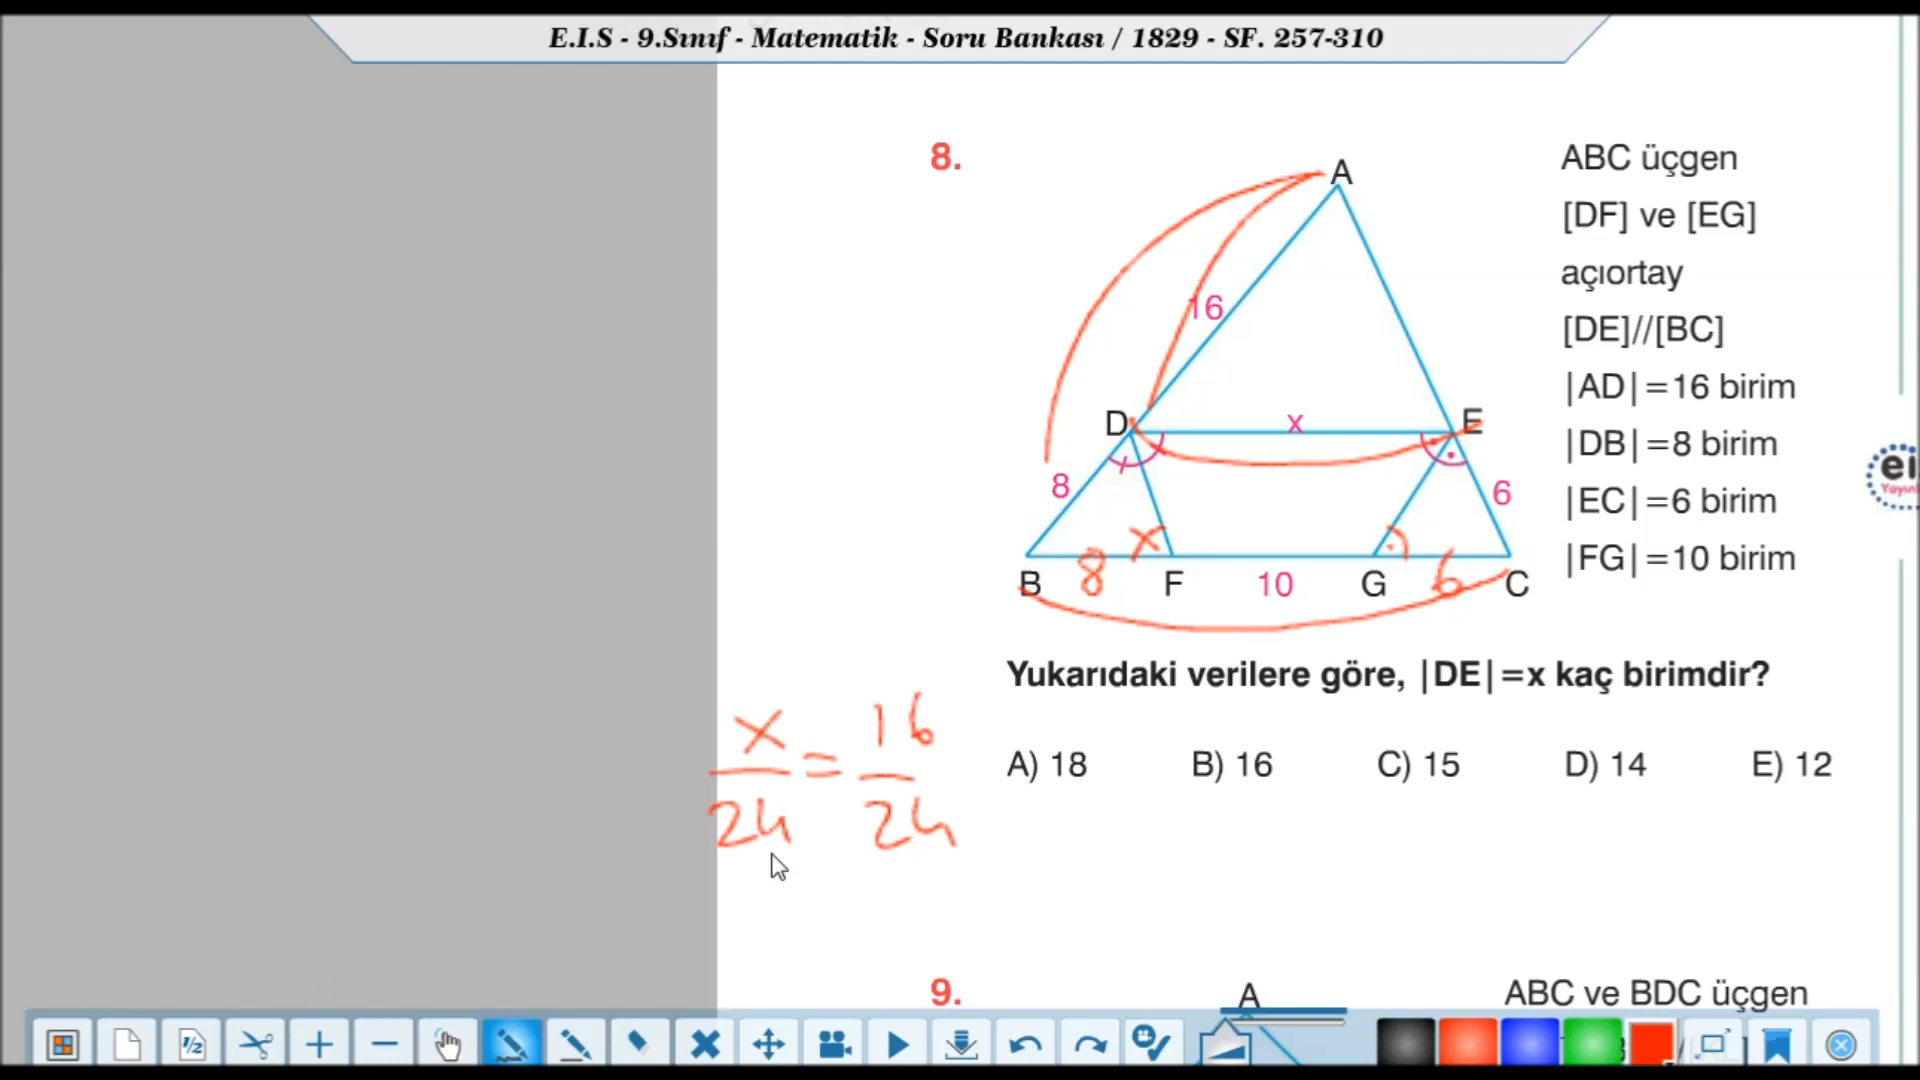 E.I.S - 9.Sınıf - Matematik - Soru Bankası / 1829 - SF. 257-310
8.
A
16
D
x
E
8
6
x
8
6
B
F
10
G
C
ABC üçgen
[DF] ve [EG]
açıortay
[DE]//[BC]
|AD|=16 birim
|DB|=8 birim
|EC|=6 birim
|FG|=10 birim
Yukarıdaki verilere göre, |DE|=x kaç birimdir?
A) 18 B) 16 C) 15 D) 14 E) 12
x/24 = 16/24
9.
A
ABC ve BDC üçgen
1/2